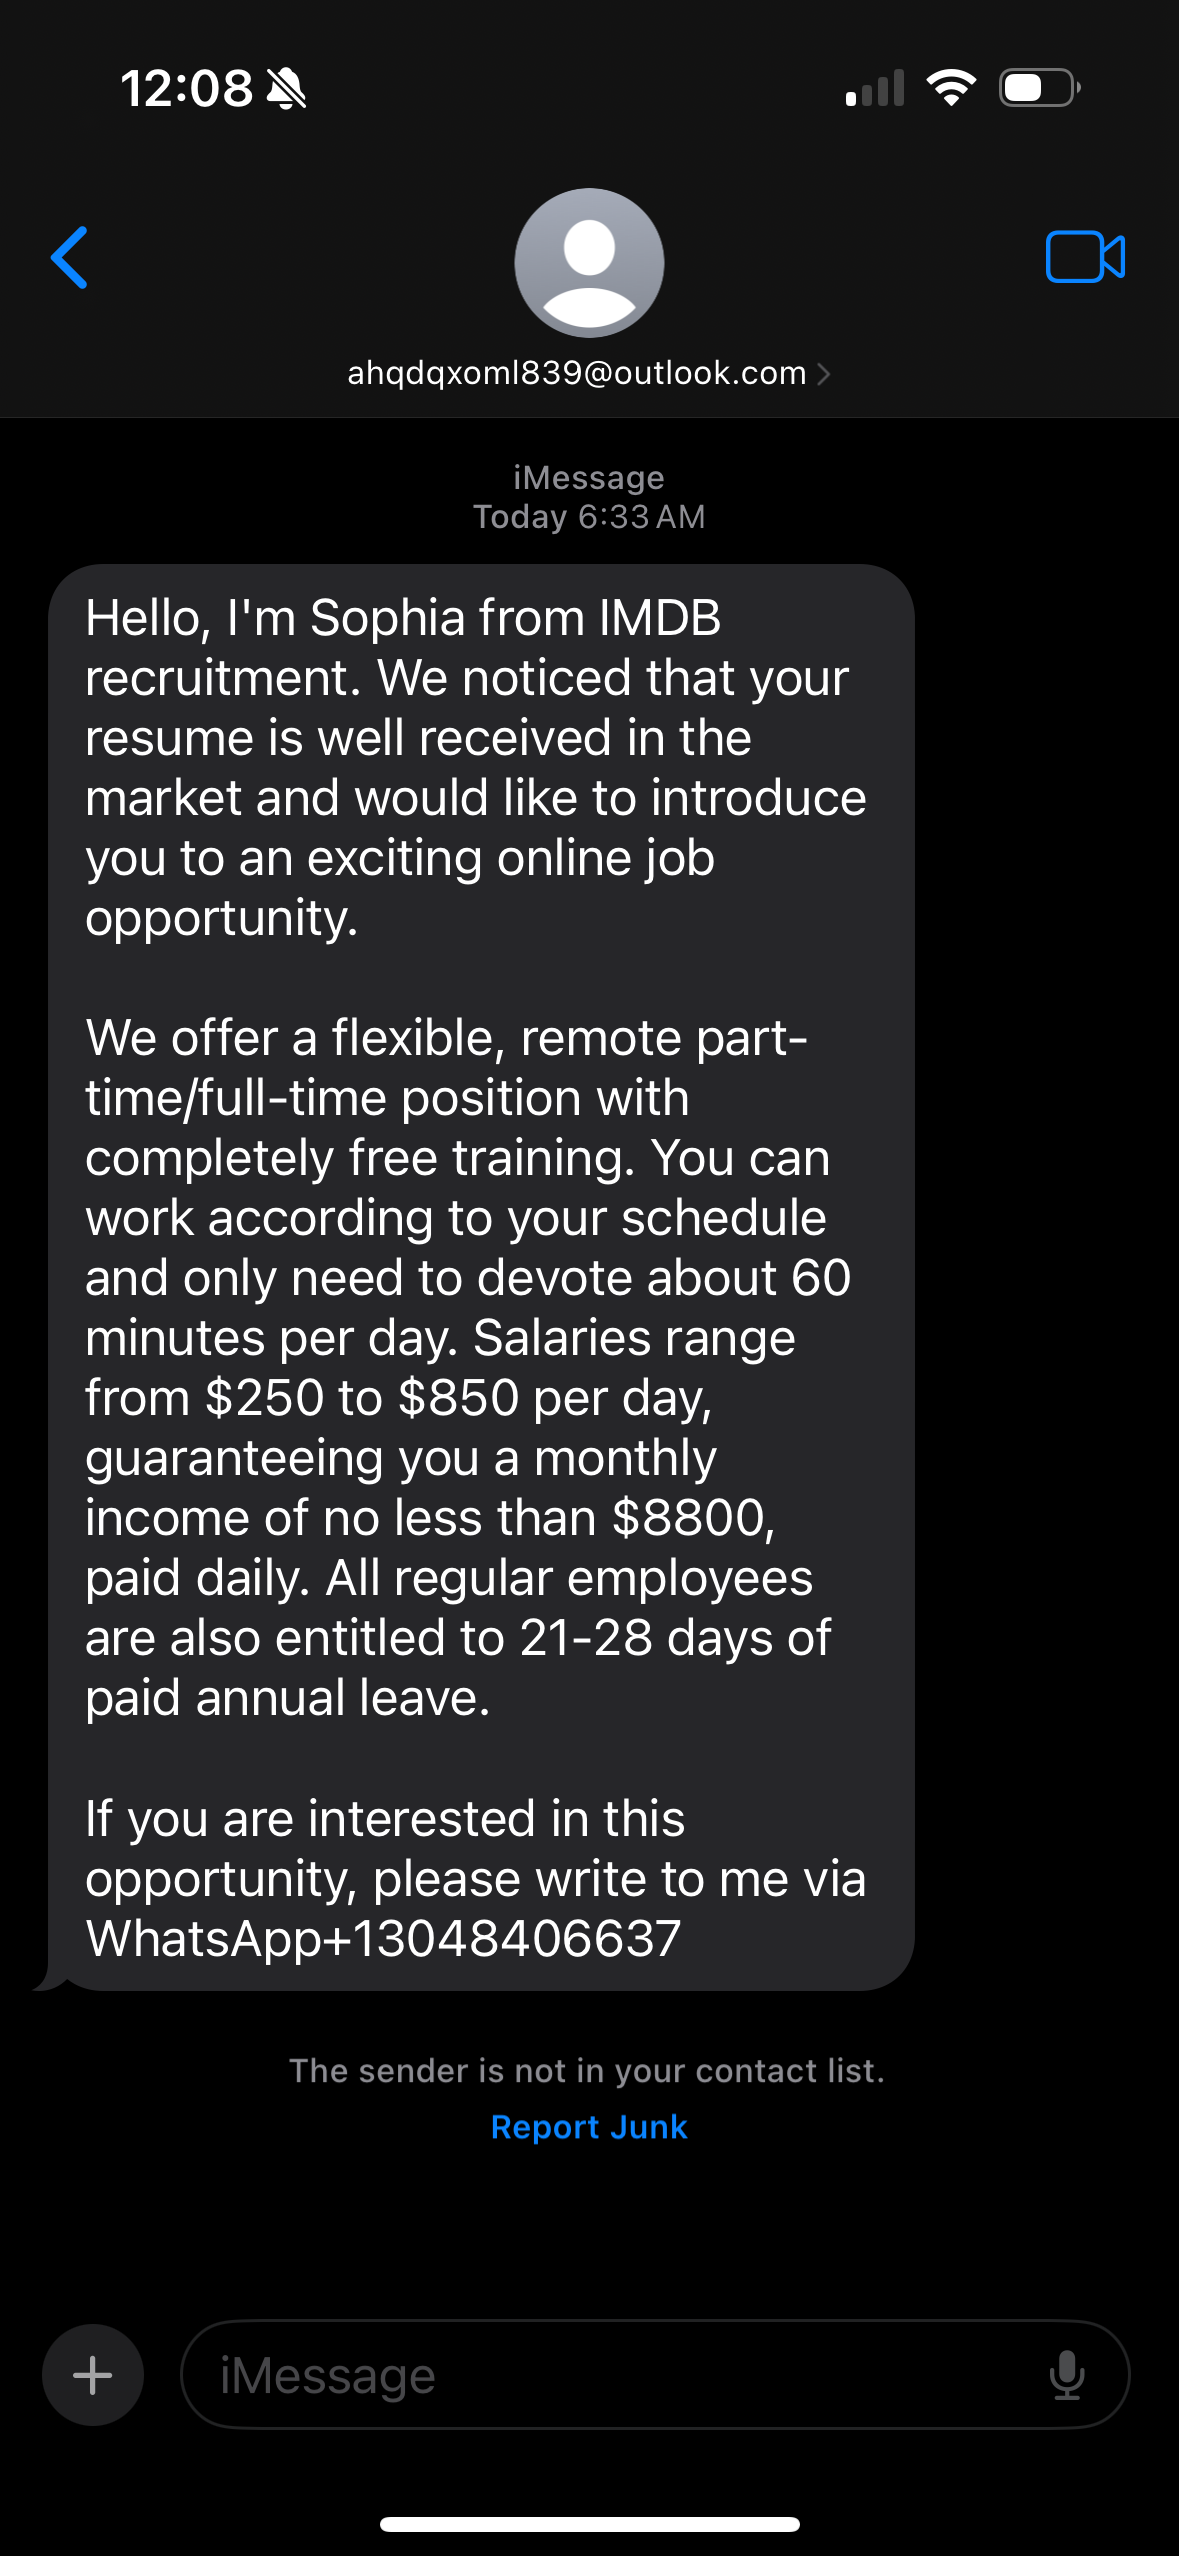 12:08
ahqdqxoml839@outlook.com
iMessage
Today 6:33 AM
Hello, I'm Sophia from IMDB
recruitment. We noticed that your
resume is well received in the
market and would like to introduce
you to an exciting online job
opportunity.
We offer a flexible, remote part-
time/full-time position with
completely free training. You can
work according to your schedule
and only need to devote about 60
minutes per day. Salaries range
from $250 to $850 per day,
guaranteeing you a monthly
income of no less than $8800,
paid daily. All regular employees
are also entitled to 21-28 days of
paid annual leave.
If you are interested in this
opportunity, please write to me via
WhatsApp+13048406637
The sender is not in your contact list.
Report Junk
iMessage